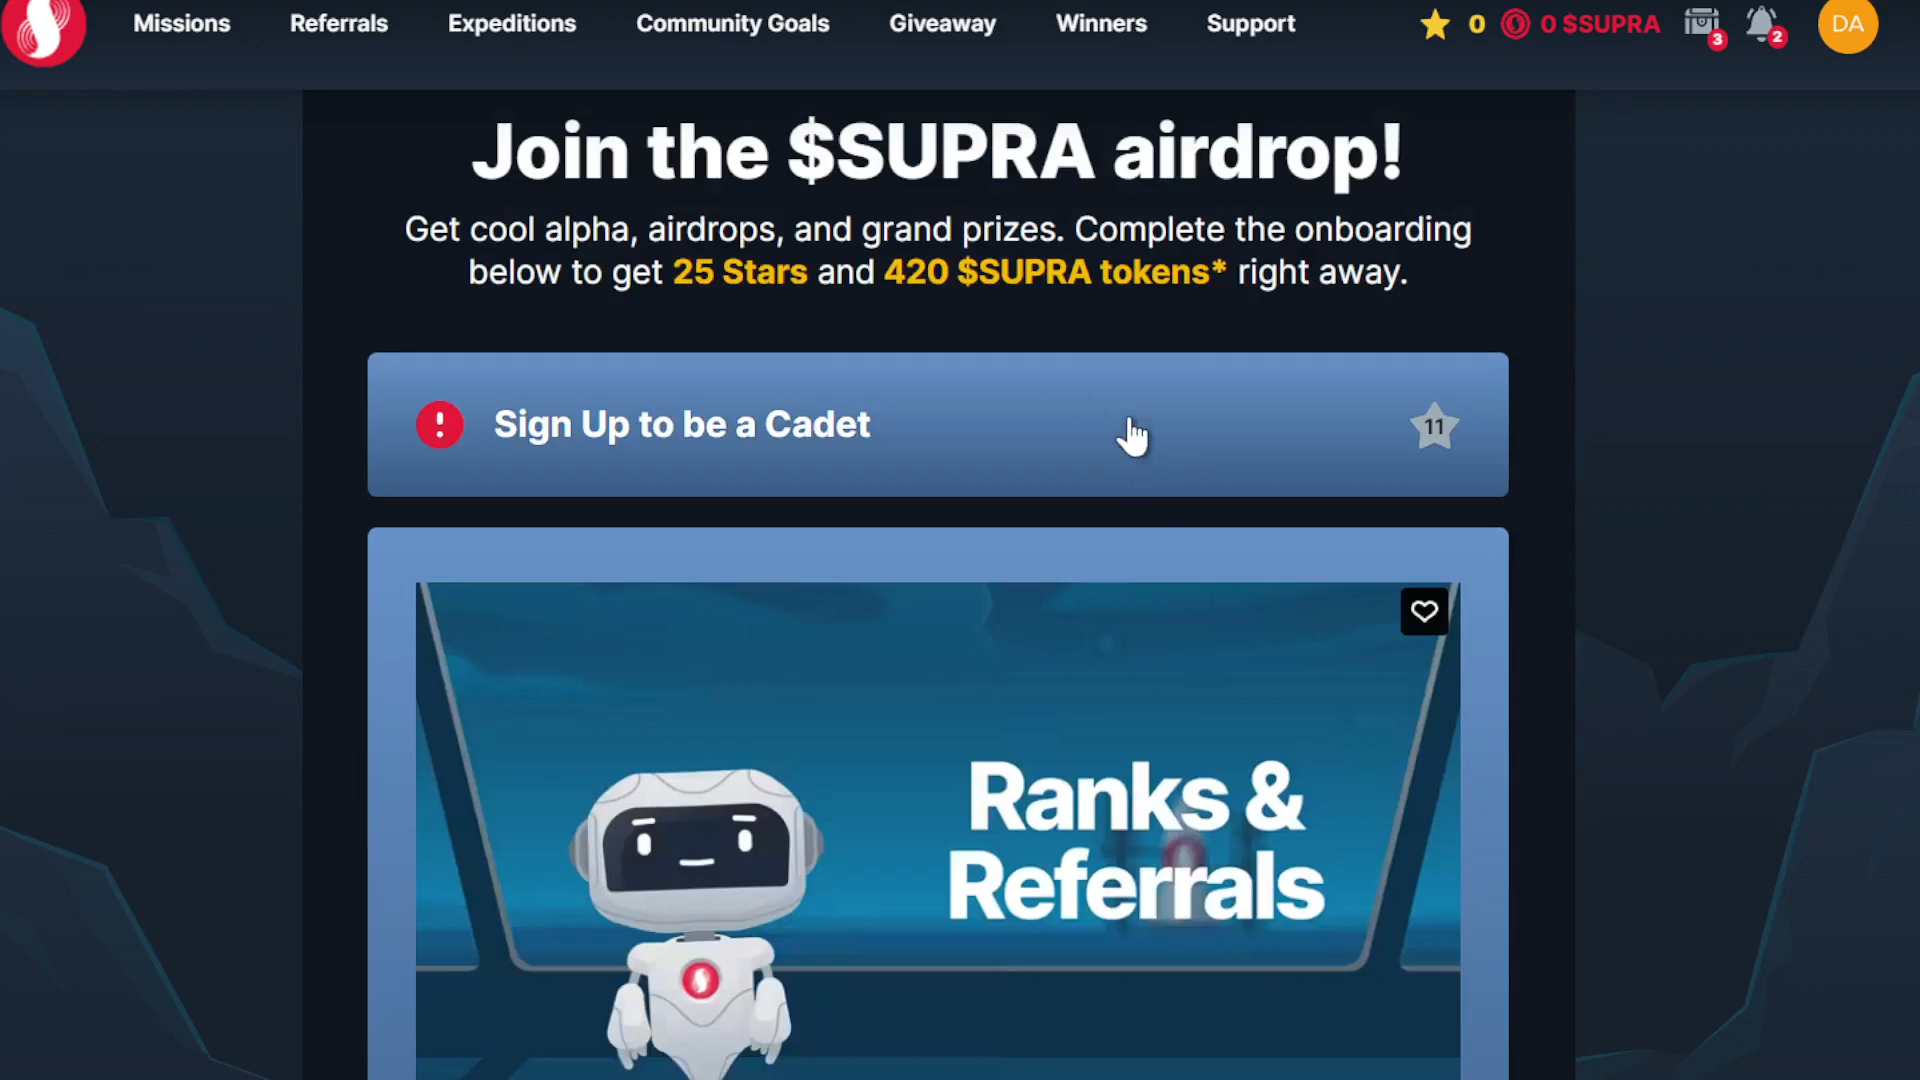 Missions Referrals Expeditions Community Goals Giveaway Winners Support 0 0 $SUPRA 3 2 DA
Join the $SUPRA airdrop!
Get cool alpha, airdrops, and grand prizes. Complete the onboarding
below to get 25 Stars and 420 $SUPRA tokens* right away.
! Sign Up to be a Cadet 11
Ranks &
Referrals